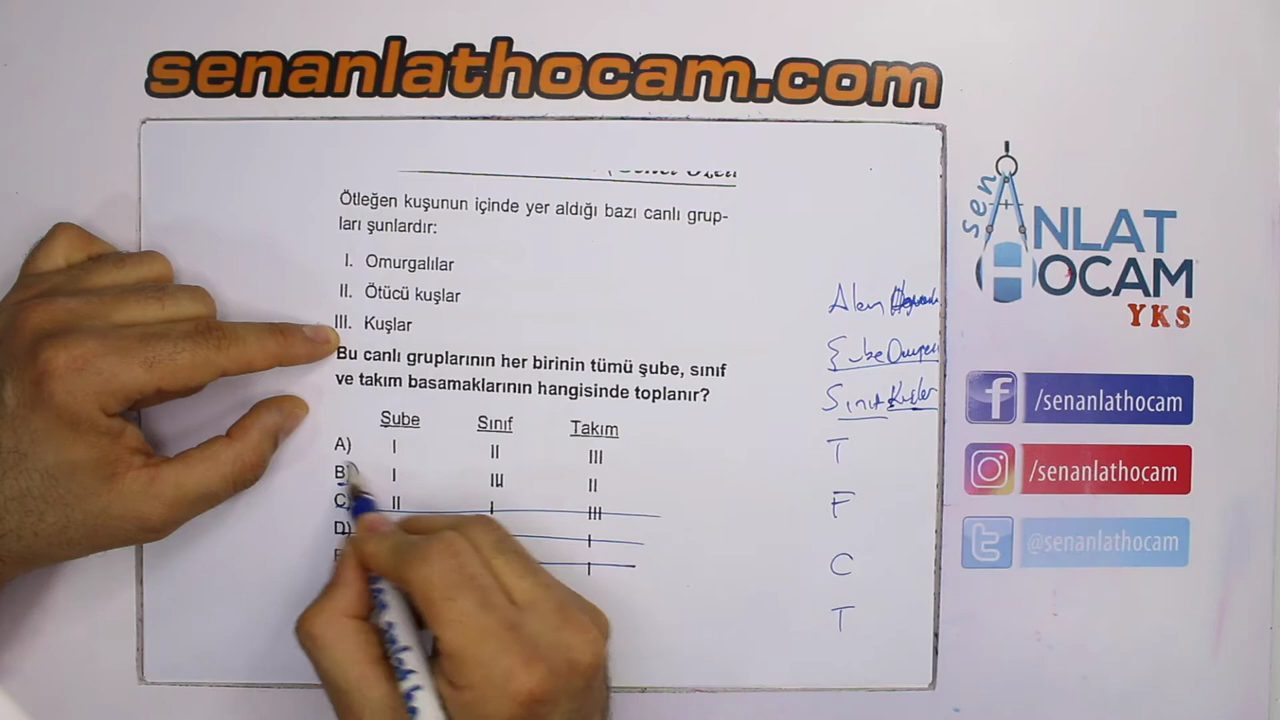 senanlathocam.com
Ötleğen kuşunun içinde yer aldığı bazı canlı grup-
ları şunlardır:
I. Omurgalılar
II. Ötücü kuşlar
III. Kuşlar
Bu canlı gruplarının her birinin tümü şube, sınıf
ve takım basamaklarının hangisinde toplanır?
Şube Sınıf Takım
A) I II III
B) I III II
C) II I III
D) I
I
Alem
Şube
Sınıf Kuşlar
T
F
C
T
sen
ANLAT
HOCAM
YKS
/senanlathocam
/senanlathocam
@senanlathocam